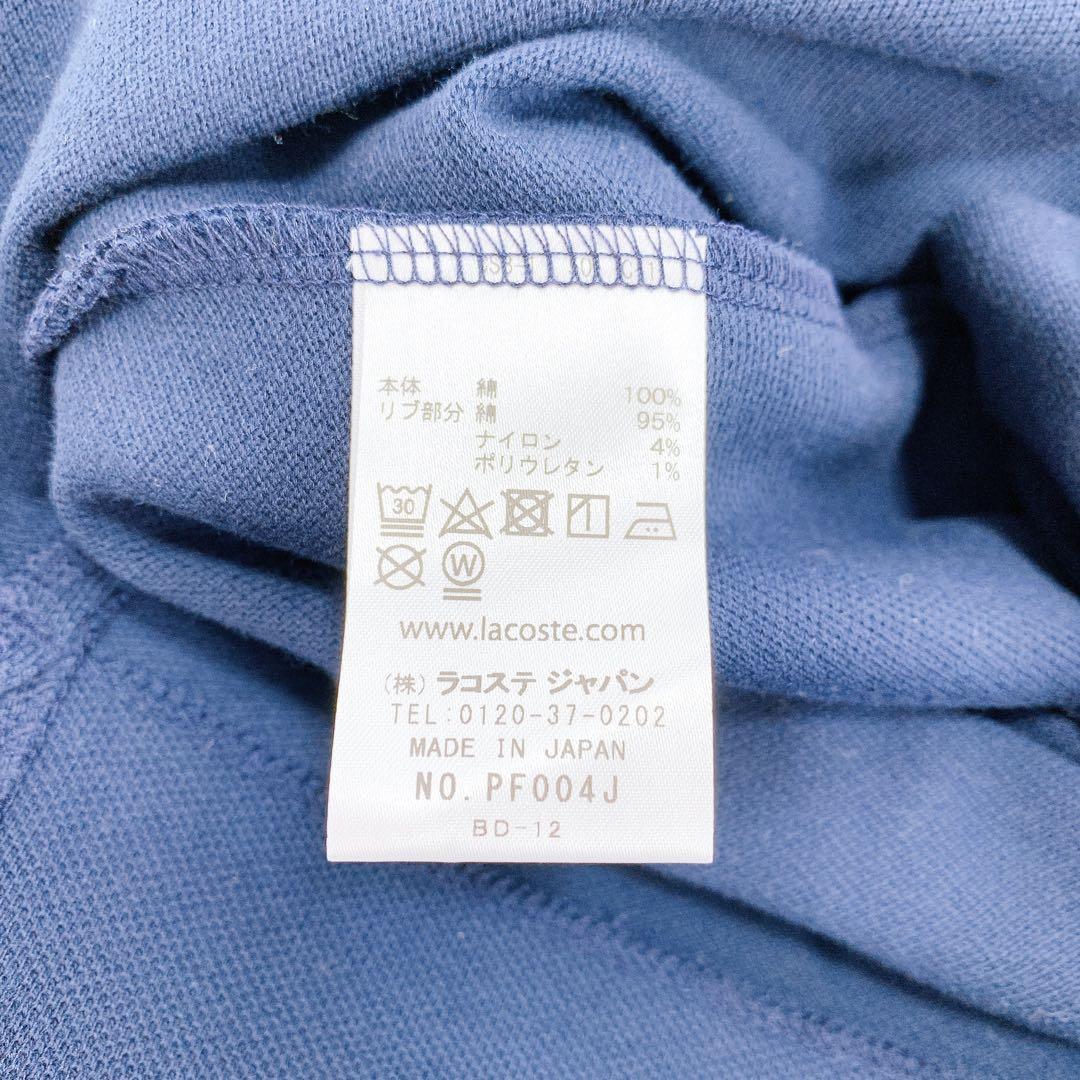 本体 綿 100%
リブ部分 綿 95%
ナイロン 4%
ポリウレタン 1%
30
W
www.lacoste.com
(株) ラコステ ジャパン
TEL:0120-37-0202
MADE IN JAPAN
NO. PF004J
BD-12